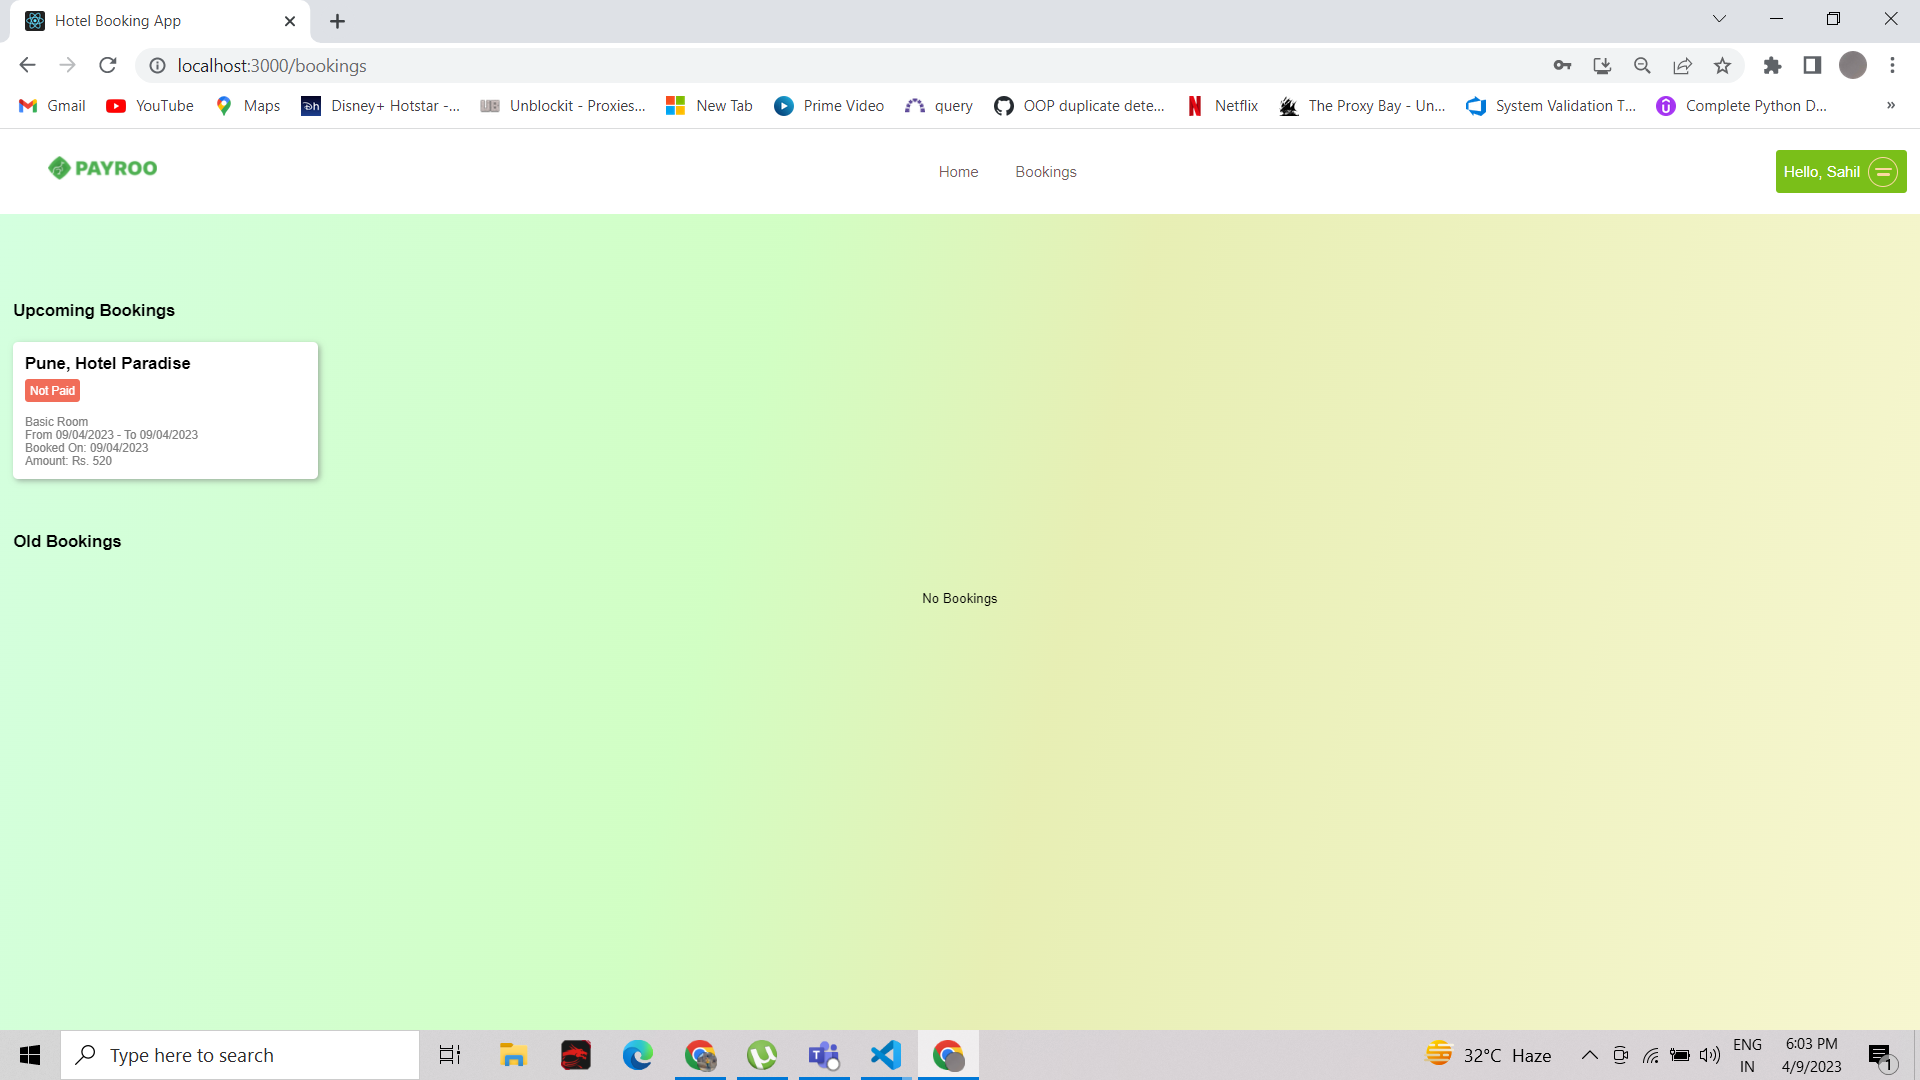 Hotel Booking App
localhost:3000/bookings
Gmail YouTube Maps Disney+ Hotstar -... Unblockit - Proxies... New Tab Prime Video query OOP duplicate dete... Netflix The Proxy Bay - Un... System Validation T... Complete Python D... »
PAYROO Home Bookings Hello, Sahil
Upcoming Bookings
Pune, Hotel Paradise
Not Paid
Basic Room
From 09/04/2023 - To 09/04/2023
Booked On: 09/04/2023
Amount: Rs. 520
Old Bookings
No Bookings
Type here to search
32°C Haze
ENG
IN
6:03 PM
4/9/2023
1